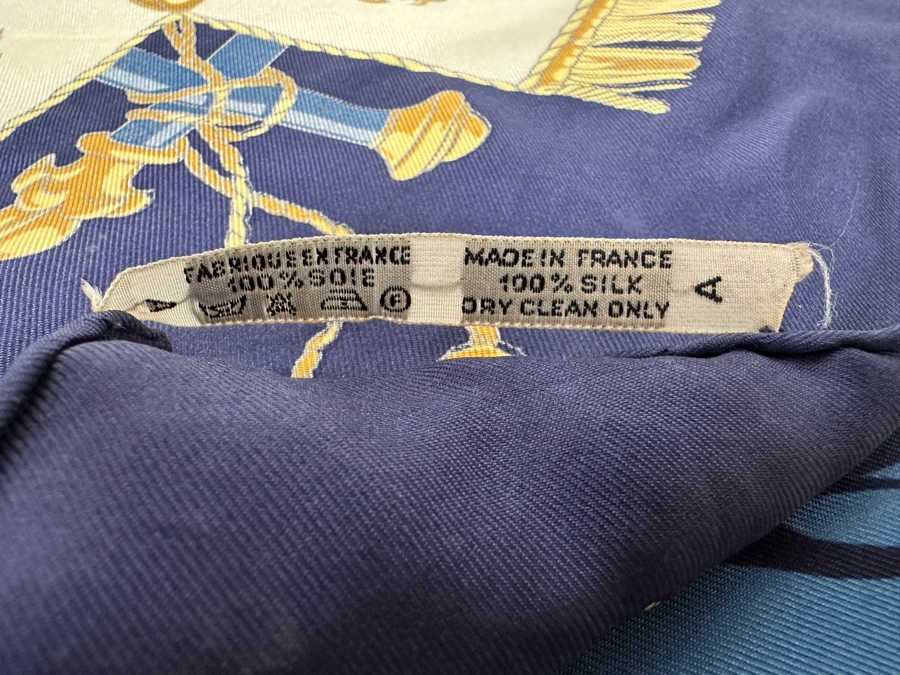 FABRIQUE EN FRANCE
100% SOIE
A
F
MADE IN FRANCE
100% SILK
DRY CLEAN ONLY
A